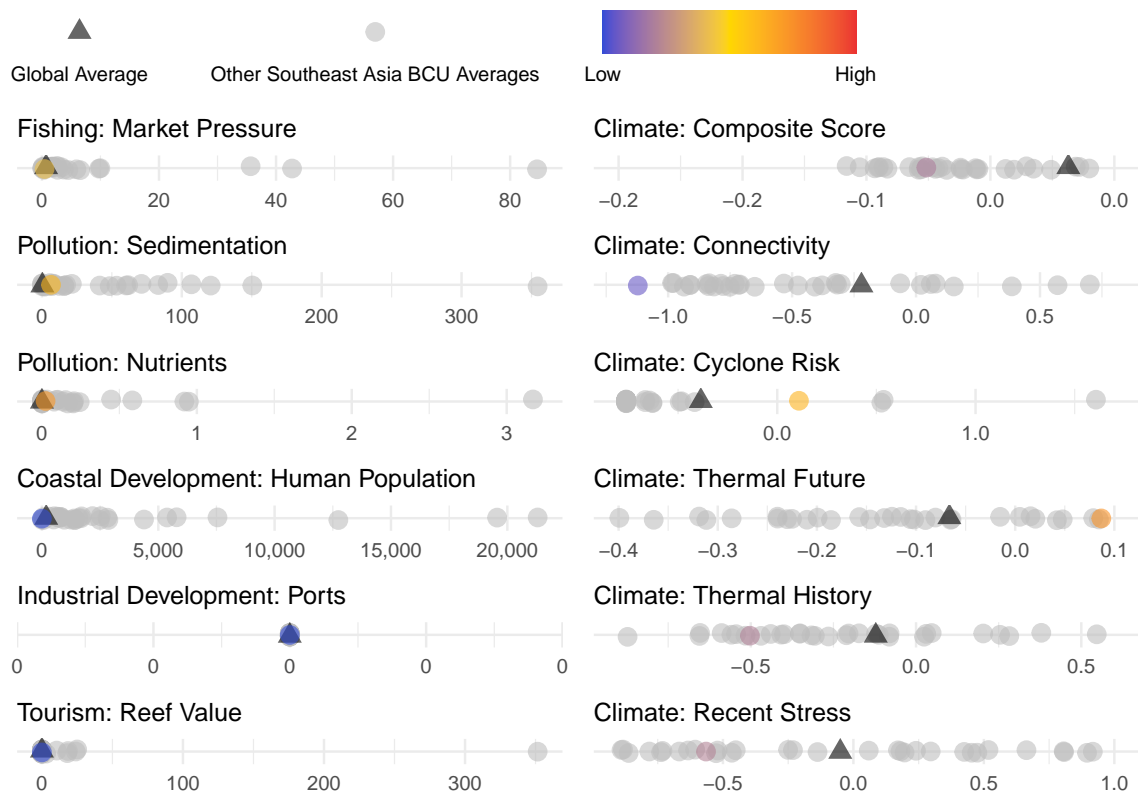 Global Average
Other Southeast Asia BCU Averages
Low
High
Fishing: Market Pressure
0 20 40 60 80
Climate: Composite Score
−0.2 −0.2 −0.1 0.0 0.0
Pollution: Sedimentation
0 100 200 300
Climate: Connectivity
−1.0 −0.5 0.0 0.5
Pollution: Nutrients
0 1 2 3
Climate: Cyclone Risk
0.0 1.0
Coastal Development: Human Population
0 5,000 10,000 15,000 20,000
Climate: Thermal Future
−0.4 −0.3 −0.2 −0.1 0.0 0.1
Industrial Development: Ports
0 0 0 0 0
Climate: Thermal History
−0.5 0.0 0.5
Tourism: Reef Value
0 100 200 300
Climate: Recent Stress
−0.5 0.0 0.5 1.0